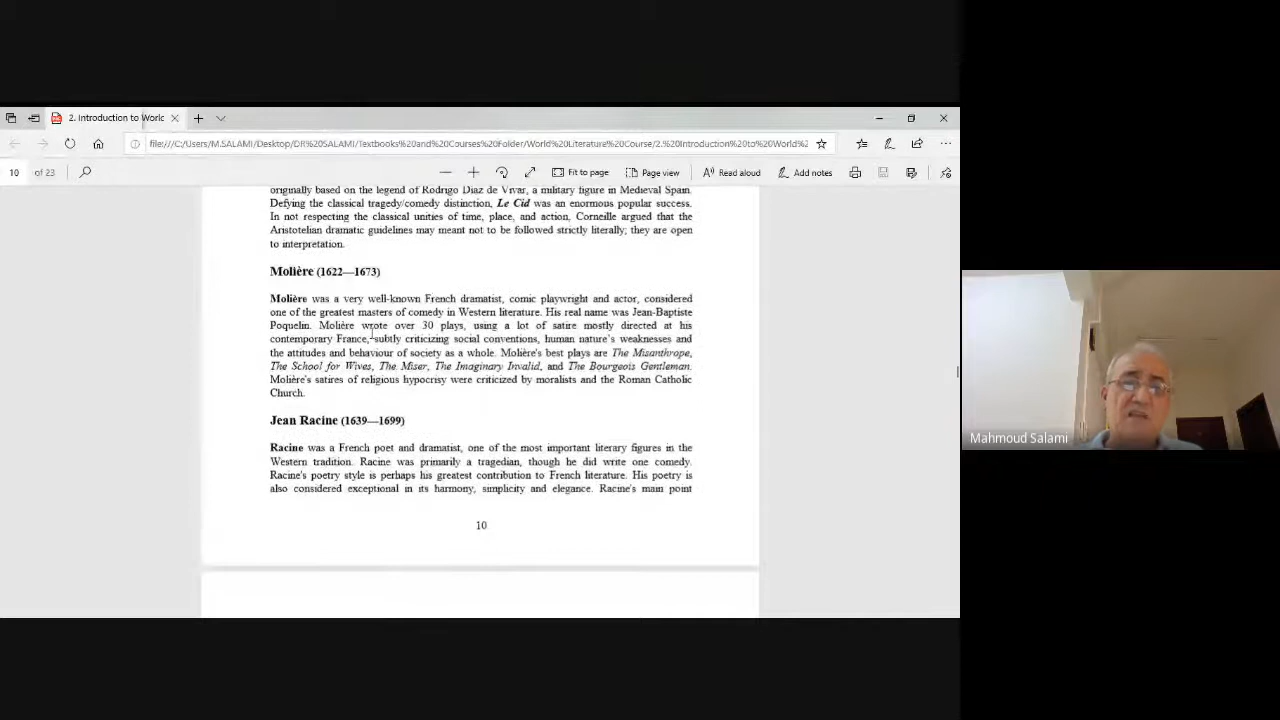 2. Introduction to World
file:///C:/Users/M.SALAMI/Desktop/DR%20SALAMI/Textbooks%20and%20Courses%20Folder/World%20Literature%20Course/2.%20Introduction%20to%20World%2
10 of 23
Fit to page
Page view
Read aloud
Add notes
originally based on the legend of Rodrigo Díaz de Vivar, a military figure in Medieval Spain.
Defying the classical tragedy/comedy distinction, Le Cid was an enormous popular success.
In not respecting the classical unities of time, place, and action, Corneille argued that the
Aristotelian dramatic guidelines may meant not to be followed strictly literally; they are open
to interpretation.
Molière (1622—1673)
Molière was a very well-known French dramatist, comic playwright and actor, considered
one of the greatest masters of comedy in Western literature. His real name was Jean-Baptiste
Poquelin. Molière wrote over 30 plays, using a lot of satire mostly directed at his
contemporary France, subtly criticizing social conventions, human nature's weaknesses and
the attitudes and behaviour of society as a whole. Molière's best plays are The Misanthrope,
The School for Wives, The Miser, The Imaginary Invalid, and The Bourgeois Gentleman.
Molière's satires of religious hypocrisy were criticized by moralists and the Roman Catholic
Church.
Jean Racine (1639—1699)
Racine was a French poet and dramatist, one of the most important literary figures in the
Western tradition. Racine was primarily a tragedian, though he did write one comedy.
Racine's poetry style is perhaps his greatest contribution to French literature. His poetry is
also considered exceptional in its harmony, simplicity and elegance. Racine's main point
10
Mahmoud Salami